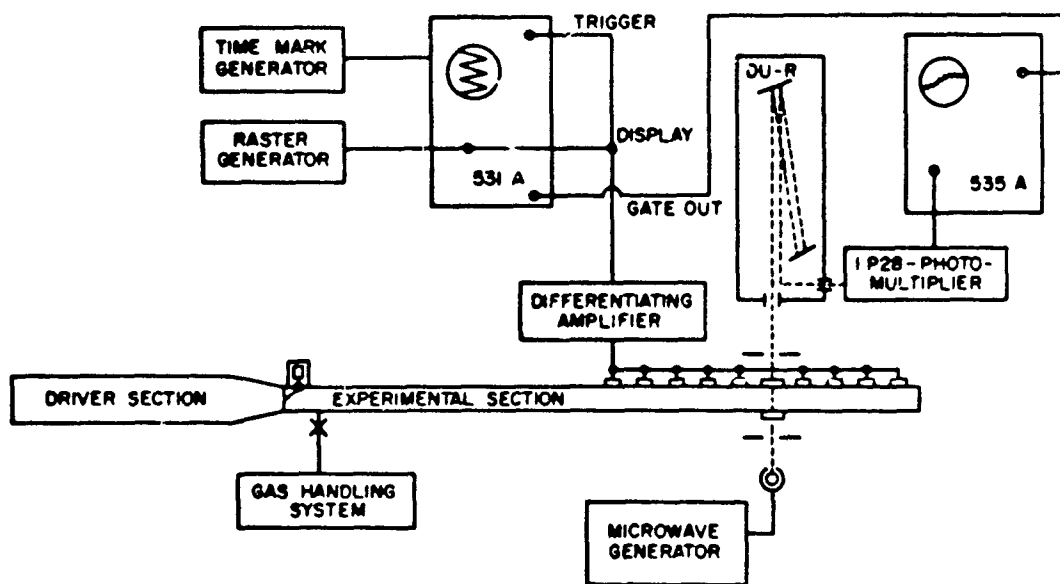 TRIGGER
TIME MARK
GENERATOR
DU-R
RASTER
GENERATOR
DISPLAY
531 A
535 A
GATE OUT
1 P28-PHOTO-
MULTIPLIER
DIFFERENTIATING
AMPLIFIER
DRIVER SECTION
EXPERIMENTAL SECTION
GAS HANDLING
SYSTEM
MICROWAVE
GENERATOR